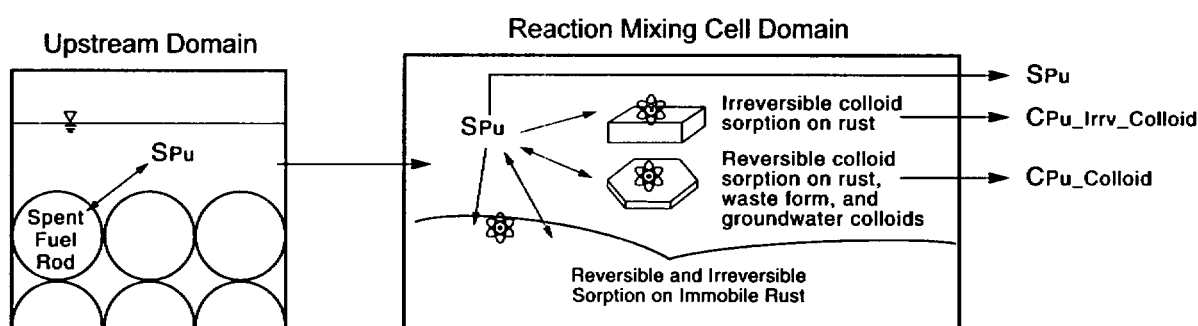 Upstream Domain
Reaction Mixing Cell Domain
SPu
Spent
Fuel
Rod
SPu
Irreversible colloid
sorption on rust
Reversible colloid
sorption on rust,
waste form, and
groundwater colloids
Reversible and Irreversible
Sorption on Immobile Rust
SPu
CPu_Irrv_Colloid
CPu_Colloid